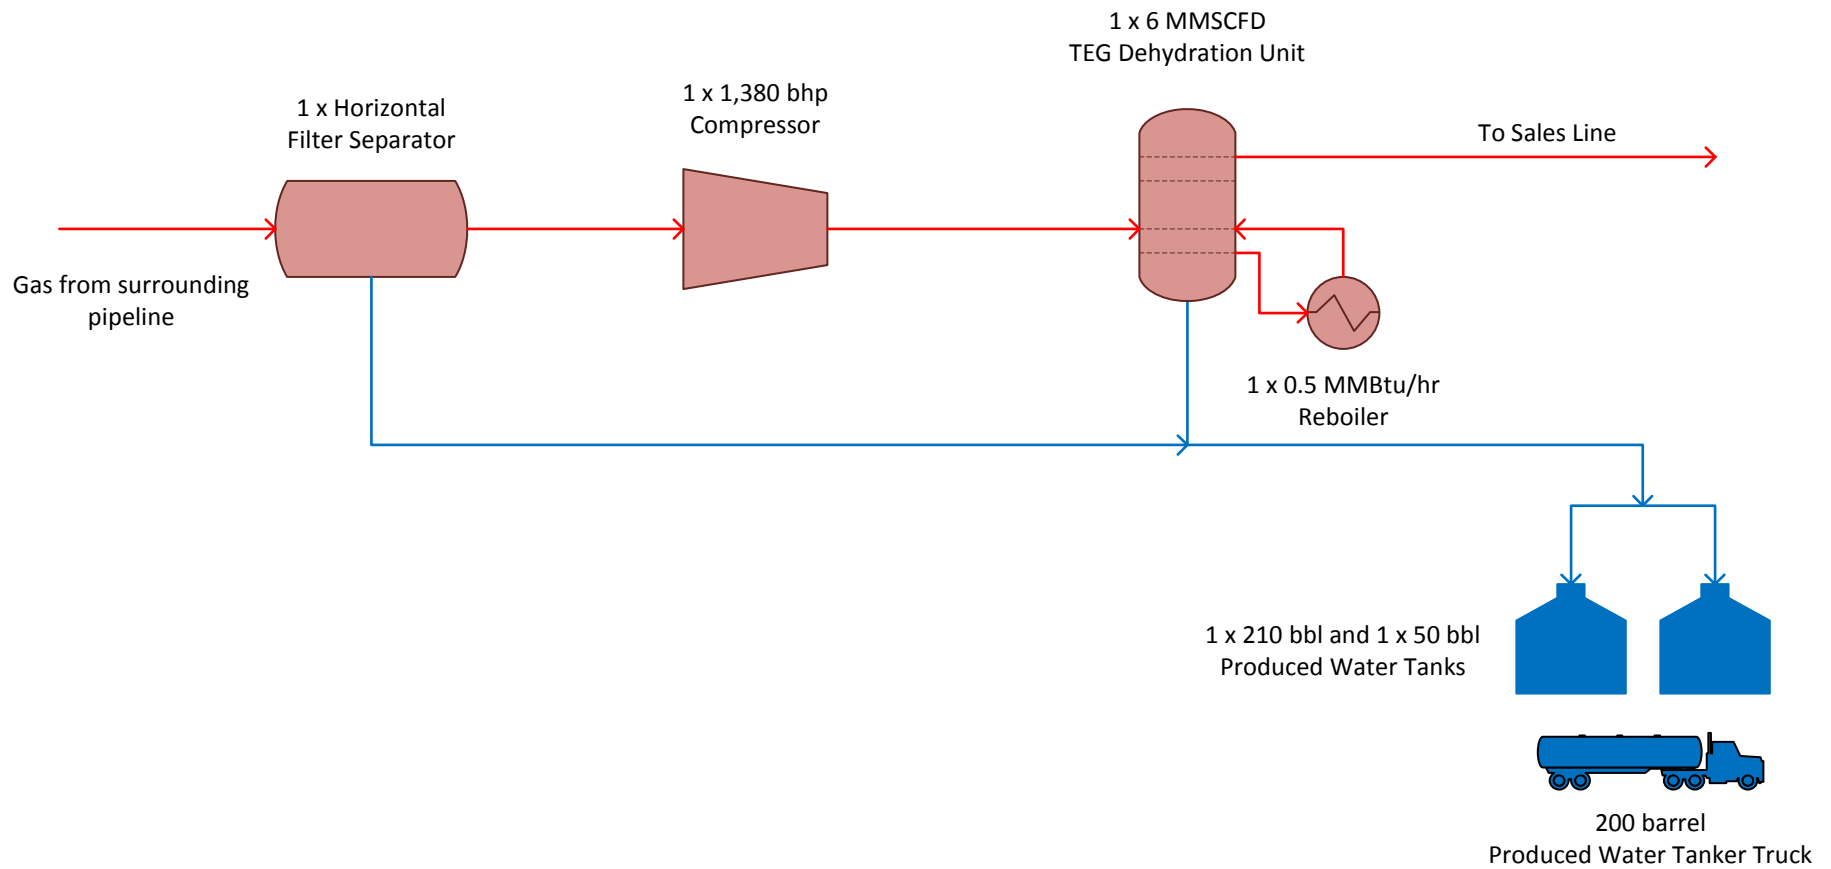 1 x 6 MMSCFD
TEG Dehydration Unit
1 x 1,380 bhp
Compressor
1 x Horizontal
Filter Separator
To Sales Line
Gas from surrounding
pipeline
1 x 0.5 MMBtu/hr
Reboiler
1 x 210 bbl and 1 x 50 bbl
Produced Water Tanks
200 barrel
Produced Water Tanker Truck